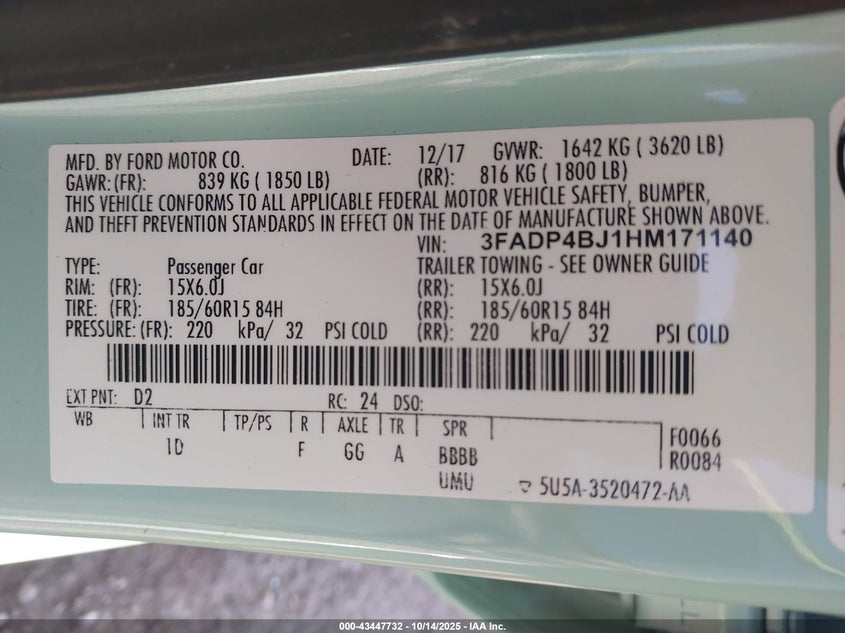 MFD. BY FORD MOTOR CO. DATE: 12/17 GVWR: 1642 KG ( 3620 LB)
GAWR: (FR): 839 KG ( 1850 LB) (RR): 816 KG ( 1800 LB)
THIS VEHICLE CONFORMS TO ALL APPLICABLE FEDERAL MOTOR VEHICLE SAFETY, BUMPER,
AND THEFT PREVENTION STANDARDS IN EFFECT ON THE DATE OF MANUFACTURE SHOWN ABOVE.
VIN: 3FADP4BJ1HM171140
TYPE: Passenger Car TRAILER TOWING - SEE OWNER GUIDE
RIM: (FR): 15X6.0J (RR): 15X6.0J
TIRE: (FR): 185/60R15 84H (RR): 185/60R15 84H
PRESSURE: (FR): 220 kPa/ 32 PSI COLD (RR): 220 kPa/ 32 PSI COLD
EXT PNT: D2 RC: 24 DSO:
WB INT TR TP/PS R AXLE TR SPR
1D F GG A BBBB
UMU
F0066
R0084
5U5A-3520472-AA
000-43447732 - 10/14/2025 - IAA Inc.